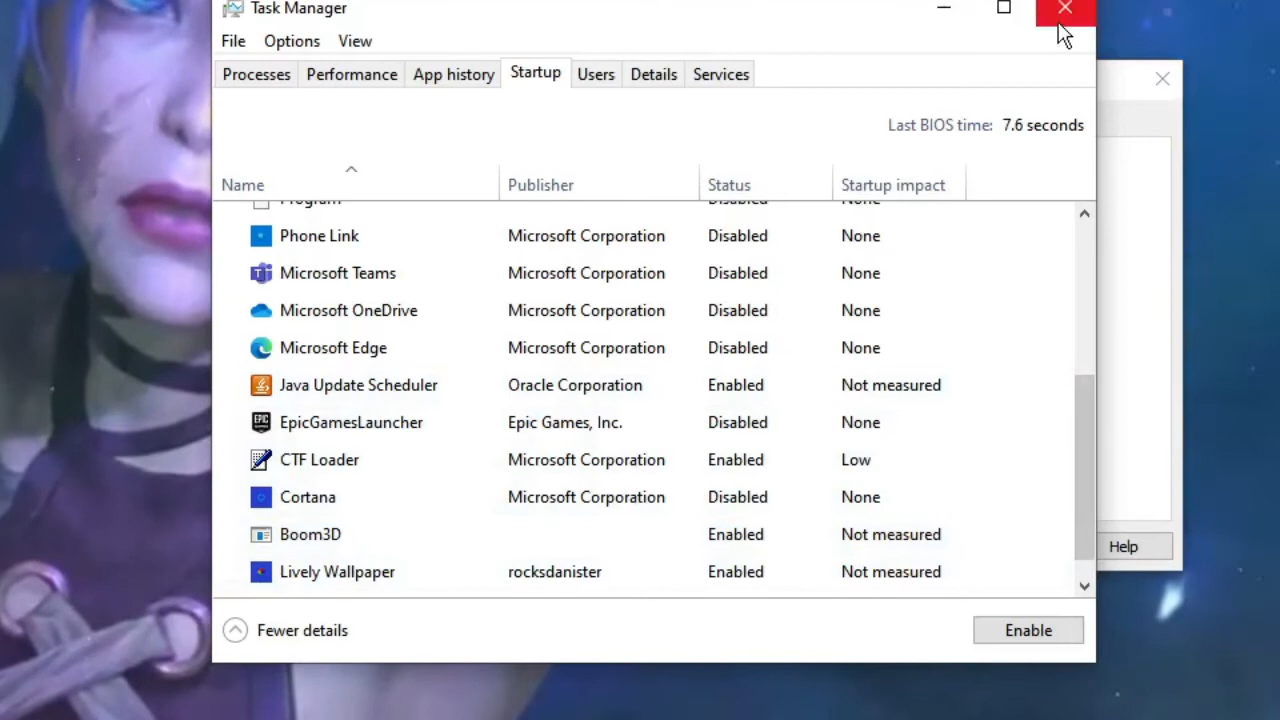 Task Manager
File Options View
Processes Performance App history Startup Users Details Services
Last BIOS time: 7.6 seconds
Name Publisher Status Startup impact
Program Disabled None
Phone Link Microsoft Corporation Disabled None
Microsoft Teams Microsoft Corporation Disabled None
Microsoft OneDrive Microsoft Corporation Disabled None
Microsoft Edge Microsoft Corporation Disabled None
Java Update Scheduler Oracle Corporation Enabled Not measured
EpicGamesLauncher Epic Games, Inc. Disabled None
CTF Loader Microsoft Corporation Enabled Low
Cortana Microsoft Corporation Disabled None
Boom3D Enabled Not measured
Lively Wallpaper rocksdanister Enabled Not measured
Help
Fewer details Enable